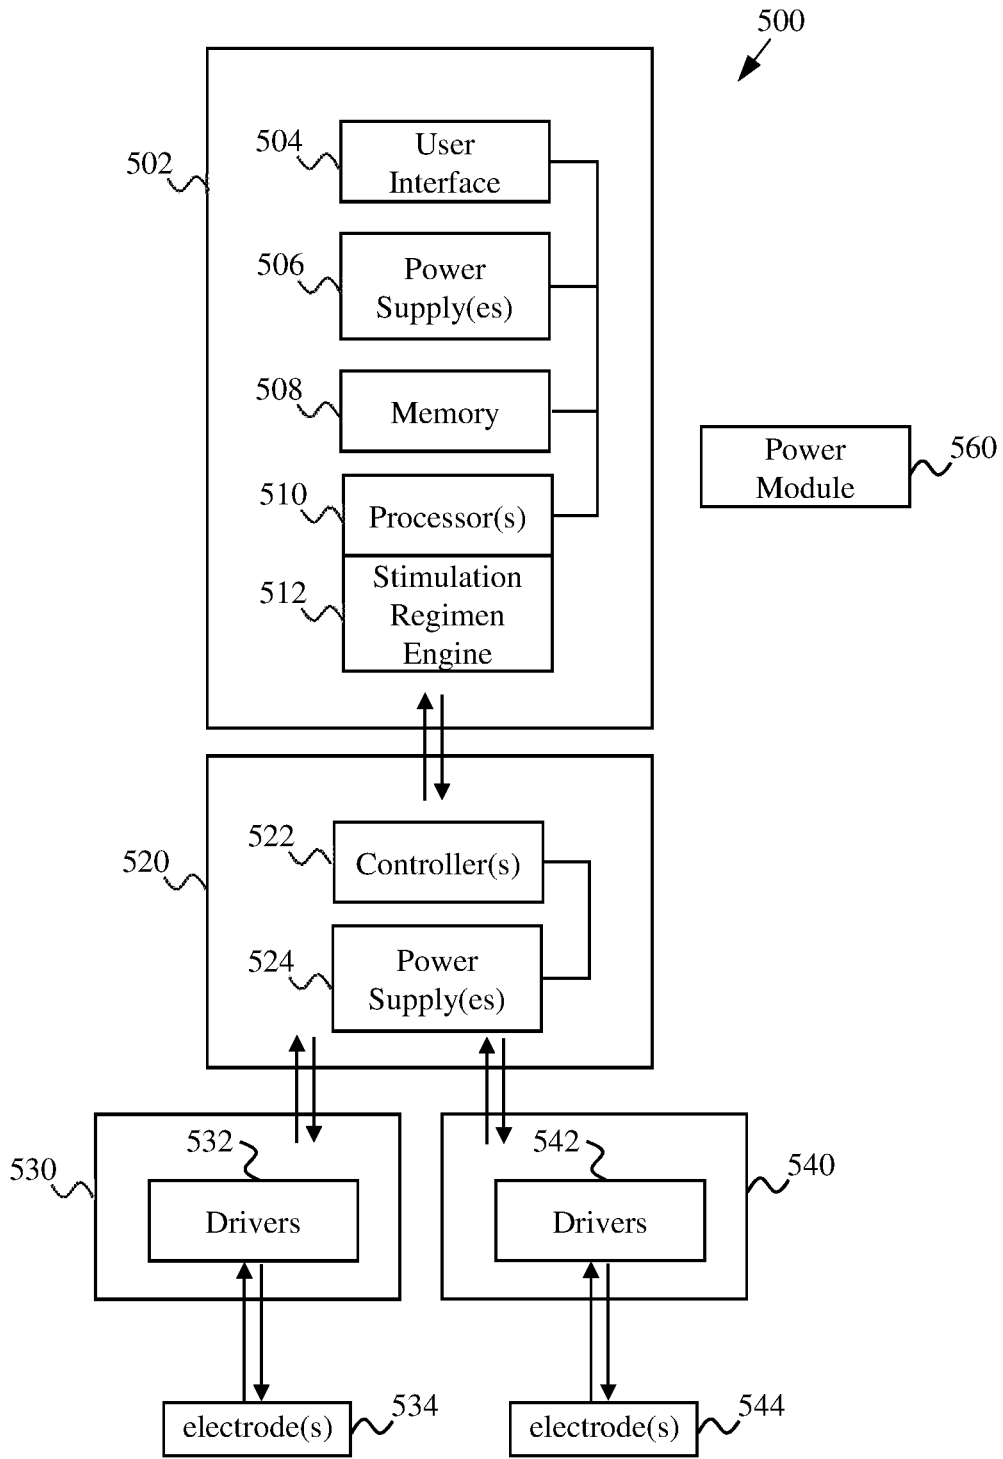 500
502
504
User
Interface
506
Power
Supply(es)
508
Memory
560
Power
Module
510
Processor(s)
512
Stimulation
Regimen
Engine
520
522
Controller(s)
524
Power
Supply(es)
530
532
Drivers
540
542
Drivers
534
electrode(s)
544
electrode(s)